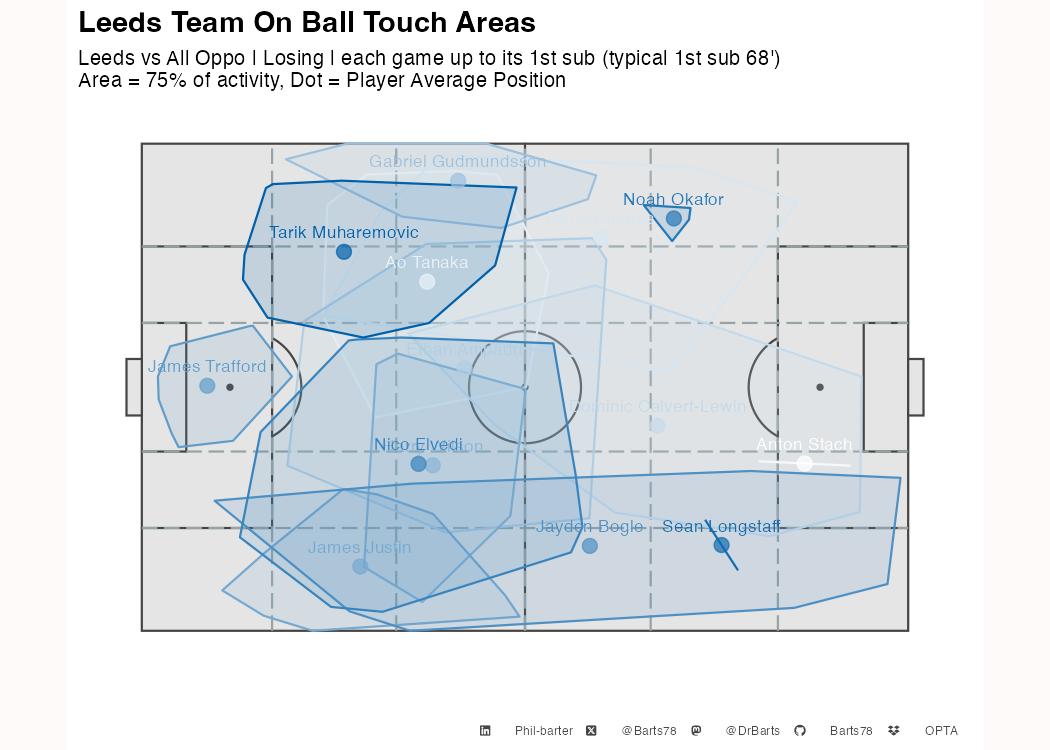 Leeds Team On Ball Touch Areas
Leeds vs All Oppo | Losing | each game up to its 1st sub (typical 1st sub 68')
Area = 75% of activity, Dot = Player Average Position
Gabriel Gudmundsson
Noah Okafor
Tarik Muharemovic
Ao Tanaka
Ethan Ampadu
James Trafford
Dominic Calvert-Lewin
Nico Elvedi
Anton Stach
Jayden Bogle
Sean Longstaff
James Justin
Phil-barter
@Barts78
@DrBarts
Barts78
OPTA